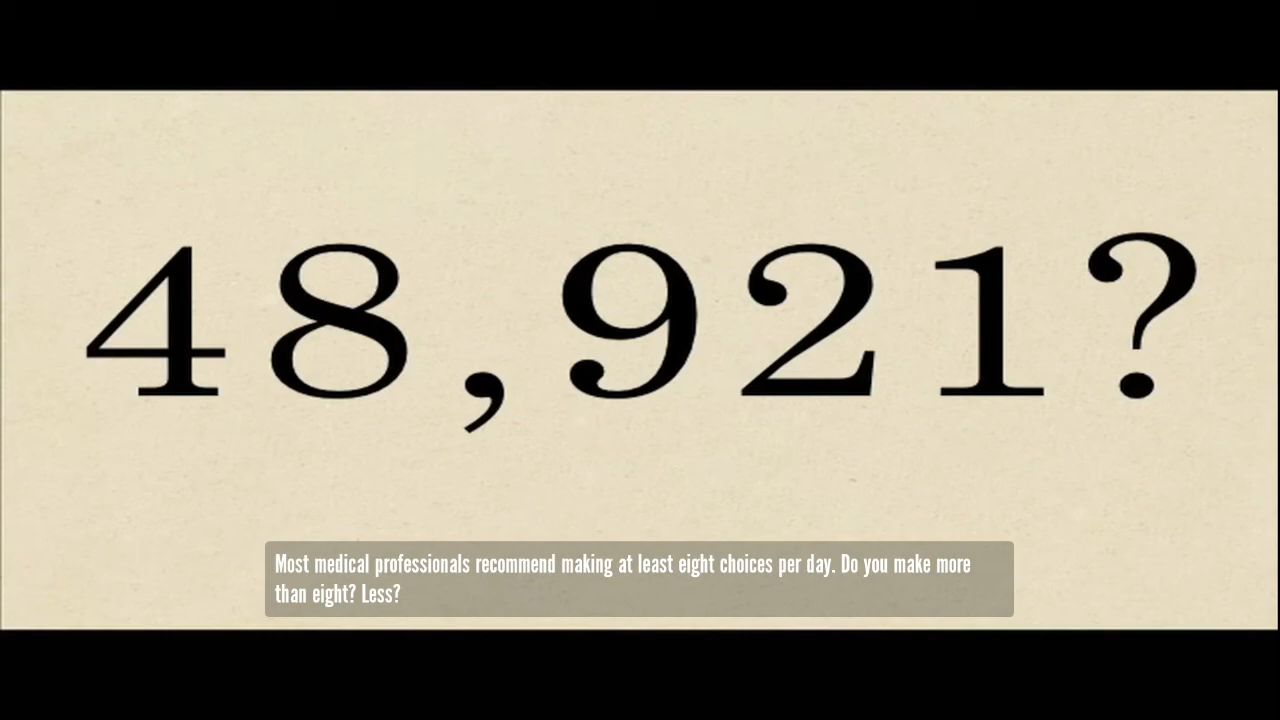 48,921?
Most medical professionals recommend making at least eight choices per day. Do you make more
than eight? Less?